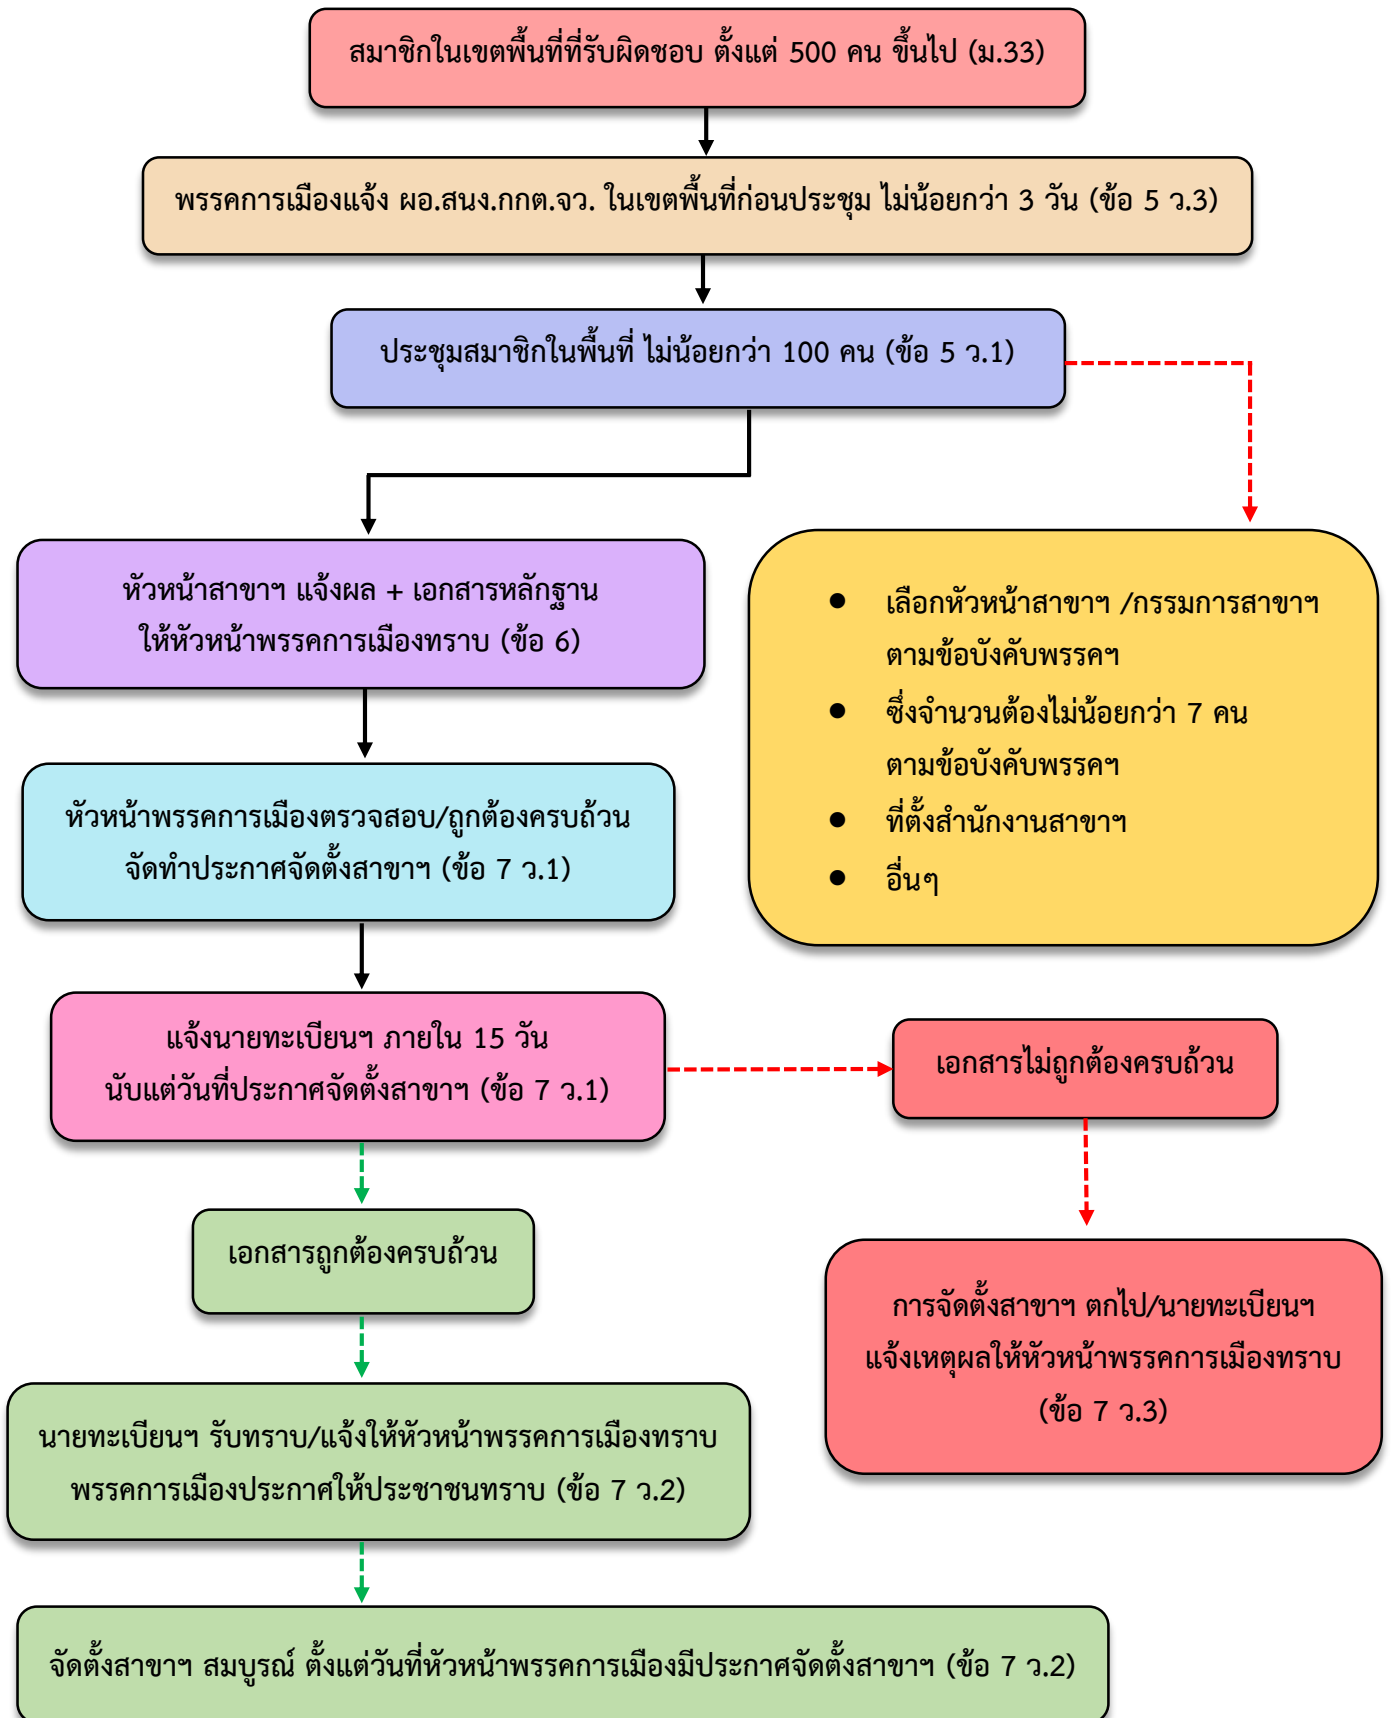 สมาชิกในเขตพื้นที่ที่รับผิดชอบ ตั้งแต่ 500 คน ขึ้นไป (ม.33)
พรรคการเมืองแจ้ง ผอ.สนง.กกต.จว. ในเขตพื้นที่ก่อนประชุม ไม่น้อยกว่า 3 วัน (ข้อ 5 ว.3)
ประชุมสมาชิกในพื้นที่ ไม่น้อยกว่า 100 คน (ข้อ 5 ว.1)
หัวหน้าสาขาฯ แจ้งผล + เอกสารหลักฐาน
ให้หัวหน้าพรรคการเมืองทราบ (ข้อ 6)
● เลือกหัวหน้าสาขาฯ /กรรมการสาขาฯ
ตามข้อบังคับพรรคฯ
● ซึ่งจำนวนต้องไม่น้อยกว่า 7 คน
ตามข้อบังคับพรรคฯ
● ที่ตั้งสำนักงานสาขาฯ
● อื่นๆ
หัวหน้าพรรคการเมืองตรวจสอบ/ถูกต้องครบถ้วน
จัดทำประกาศจัดตั้งสาขาฯ (ข้อ 7 ว.1)
แจ้งนายทะเบียนฯ ภายใน 15 วัน
นับแต่วันที่ประกาศจัดตั้งสาขาฯ (ข้อ 7 ว.1)
เอกสารไม่ถูกต้องครบถ้วน
เอกสารถูกต้องครบถ้วน
การจัดตั้งสาขาฯ ตกไป/นายทะเบียนฯ
แจ้งเหตุผลให้หัวหน้าพรรคการเมืองทราบ
(ข้อ 7 ว.3)
นายทะเบียนฯ รับทราบ/แจ้งให้หัวหน้าพรรคการเมืองทราบ
พรรคการเมืองประกาศให้ประชาชนทราบ (ข้อ 7 ว.2)
จัดตั้งสาขาฯ สมบูรณ์ ตั้งแต่วันที่หัวหน้าพรรคการเมืองมีประกาศจัดตั้งสาขาฯ (ข้อ 7 ว.2)